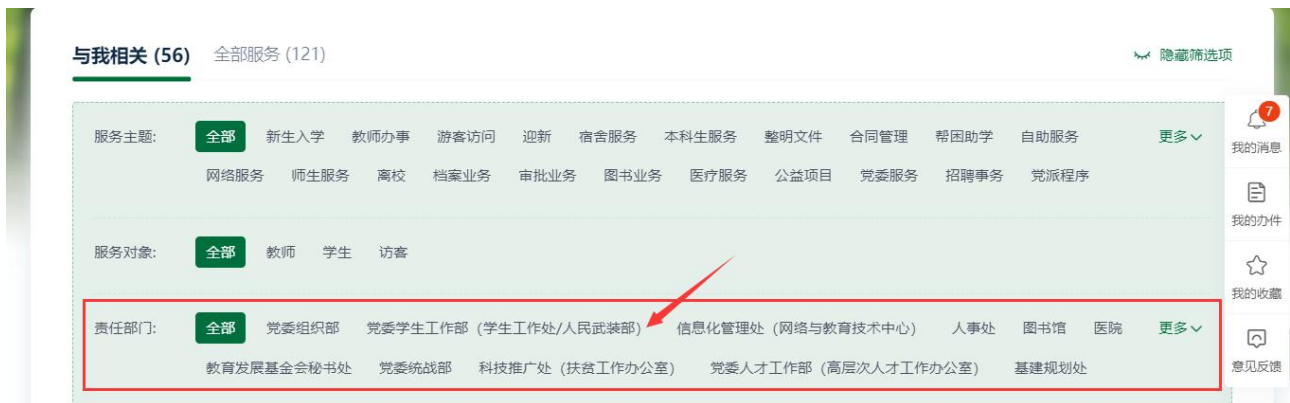 与我相关 (56) 全部服务 (121) 隐藏筛选项
服务主题: 全部 新生入学 教师办事 游客访问 迎新 宿舍服务 本科生服务 整明文件 合同管理 帮困助学 自助服务 更多
网络服务 师生服务 离校 档案业务 审批业务 图书业务 医疗服务 公益项目 党委服务 招聘事务 党派程序
服务对象: 全部 教师 学生 访客
责任部门: 全部 党委组织部 党委学生工作部（学生工作处/人民武装部） 信息化管理处（网络与教育技术中心） 人事处 图书馆 医院 更多
教育发展基金会秘书处 党委统战部 科技推广处（扶贫工作办公室） 党委人才工作部（高层次人才工作办公室） 基建规划处
7
我的消息
我的办件
我的收藏
意见反馈